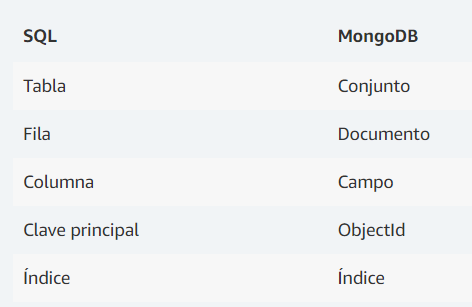 SQL MongoDB
Tabla Conjunto
Fila Documento
Columna Campo
Clave principal ObjectId
Índice Índice